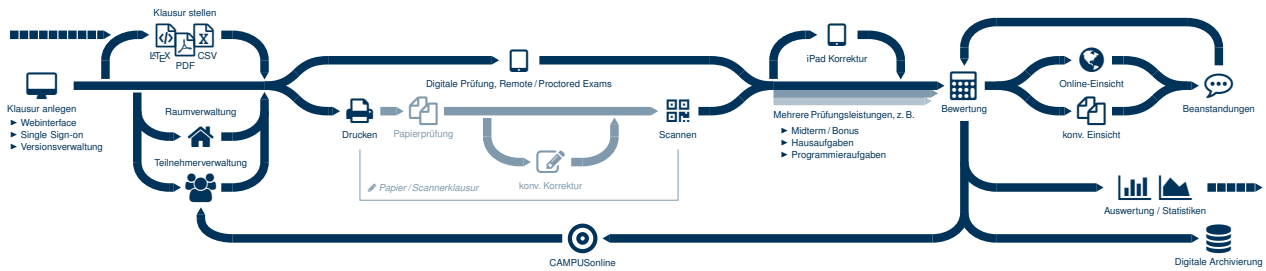 Klausur stellen
LATEX
PDF
CSV
Klausur anlegen
► Webinterface
► Single Sign-on
► Versionsverwaltung
Raumverwaltung
Teilnehmerverwaltung
Digitale Prüfung, Remote / Proctored Exams
Drucken
Papierprüfung
Scannen
konv. Korrektur
Papier / Scannerklausur
iPad Korrektur
Mehrere Prüfungsleistungen, z. B.
► Midterm / Bonus
► Hausaufgaben
► Programmieraufgaben
Bewertung
Online-Einsicht
konv. Einsicht
Beanstandungen
Auswertung / Statistiken
CAMPUSonline
Digitale Archivierung